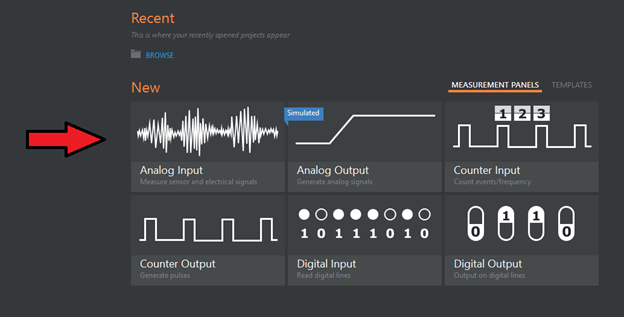 Recent
This is where your recently opened projects appear
BROWSE
New
MEASUREMENT PANELS TEMPLATES
Simulated
1 2 3
Analog Input
Measure sensor and electrical signals
Analog Output
Generate analog signals
Counter Input
Count events/frequency
1 0 1 1 1 0 1 0
0 1 1 0
Counter Output
Generate pulses
Digital Input
Read digital lines
Digital Output
Output on digital lines